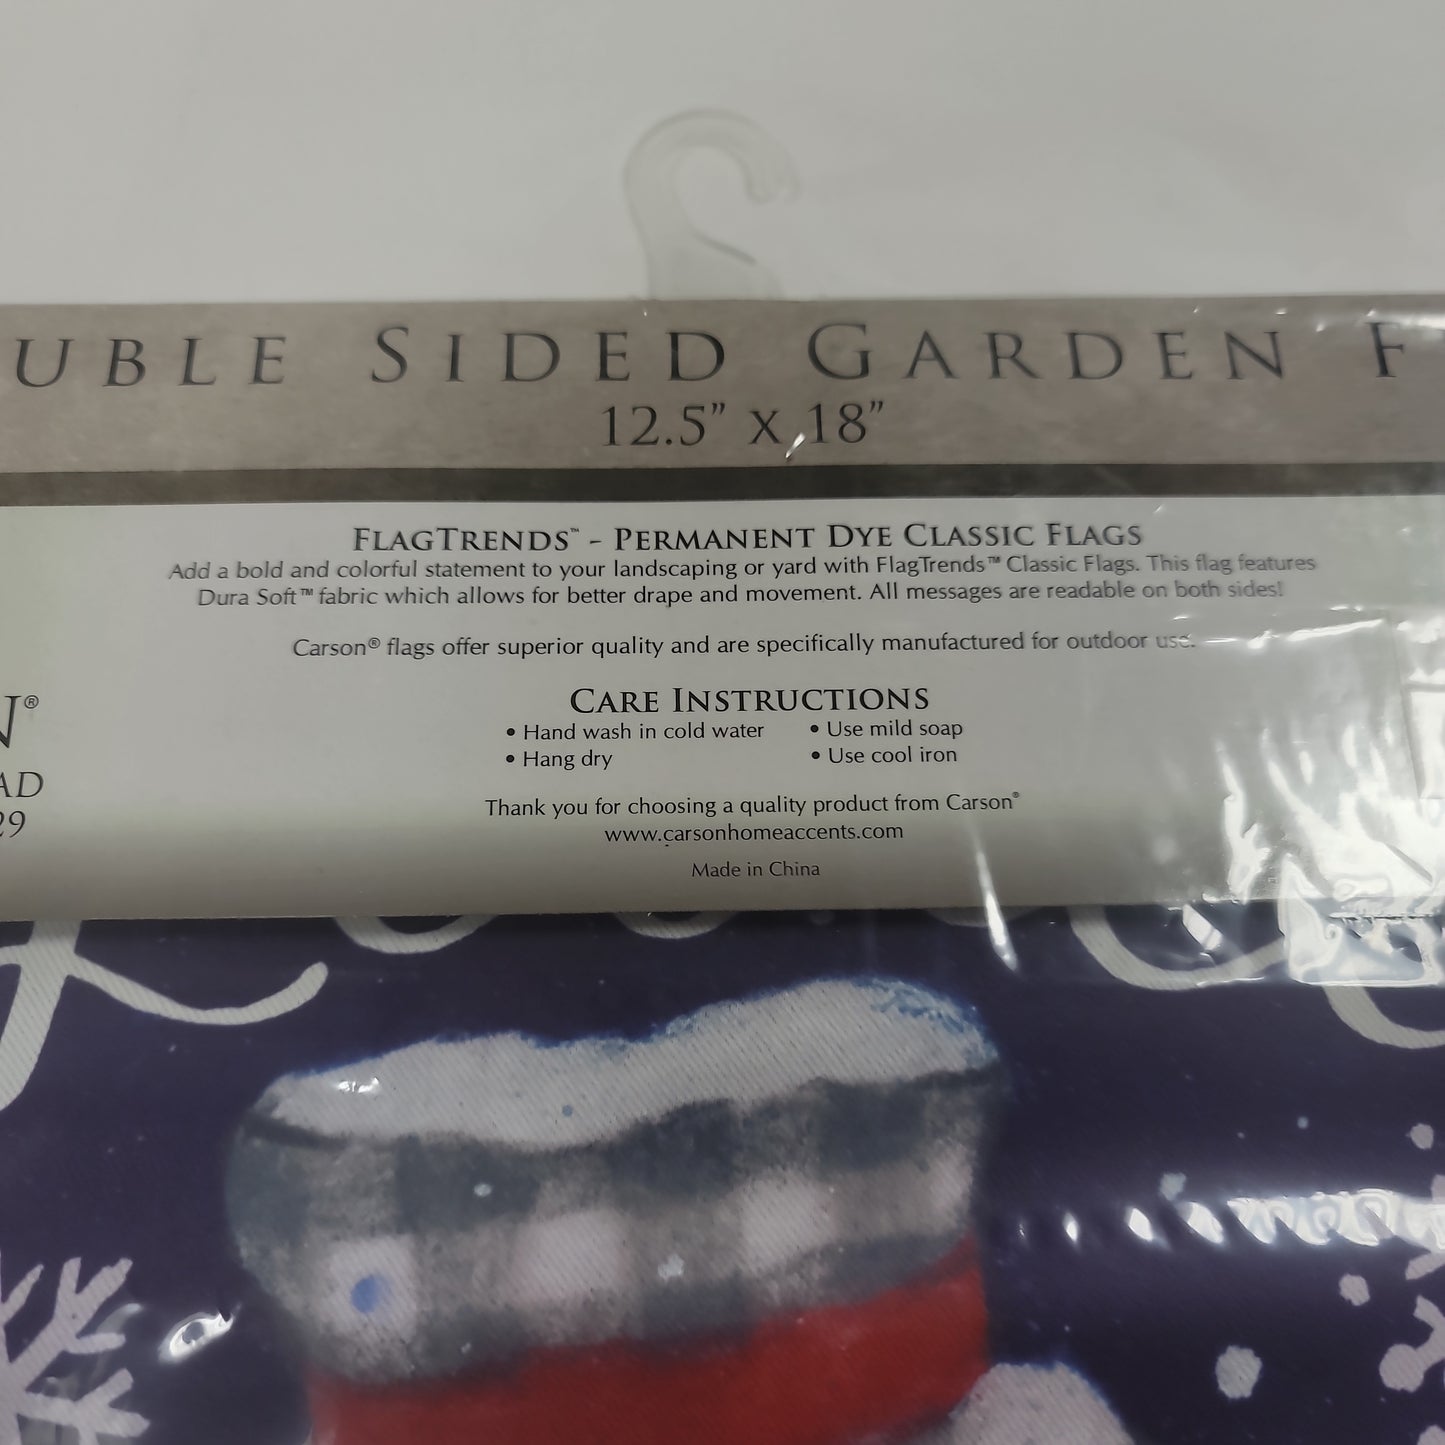 UBLE SIDED GARDEN F
12.5” X 18”
FLAGTRENDS™ - PERMANENT DYE CLASSIC FLAGS
Add a bold and colorful statement to your landscaping or yard with FlagTrends™ Classic Flags. This flag features
Dura Soft™ fabric which allows for better drape and movement. All messages are readable on both sides!
Carson® flags offer superior quality and are specifically manufactured for outdoor use.
N®
AD
29
CARE INSTRUCTIONS
• Hand wash in cold water • Use mild soap
• Hang dry • Use cool iron
Thank you for choosing a quality product from Carson®
www.carsonhomeaccents.com
Made in China